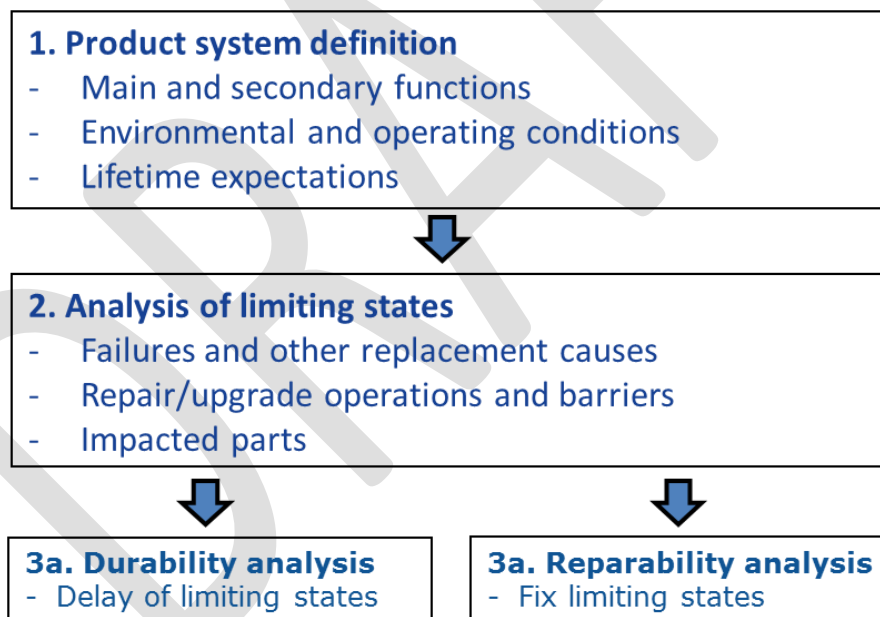 1. Product system definition
- Main and secondary functions
- Environmental and operating conditions
- Lifetime expectations
2. Analysis of limiting states
- Failures and other replacement causes
- Repair/upgrade operations and barriers
- Impacted parts
3a. Durability analysis
- Delay of limiting states
3a. Reparability analysis
- Fix limiting states
DRAF